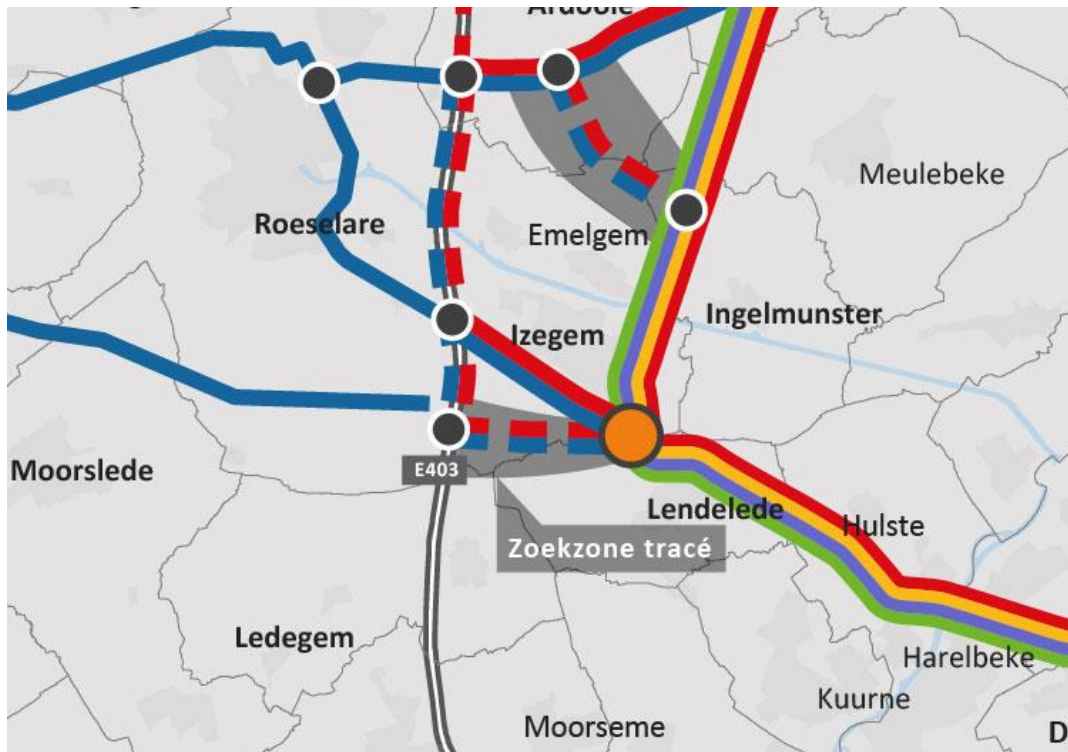 Meulebeke
Roeselare
Emelgem
Ingelmunster
Izegem
E403
Moorslede
Lendelede
Hulste
Zoekzone tracé
Ledegem
Harelbeke
Kuurne
Moorseme
D